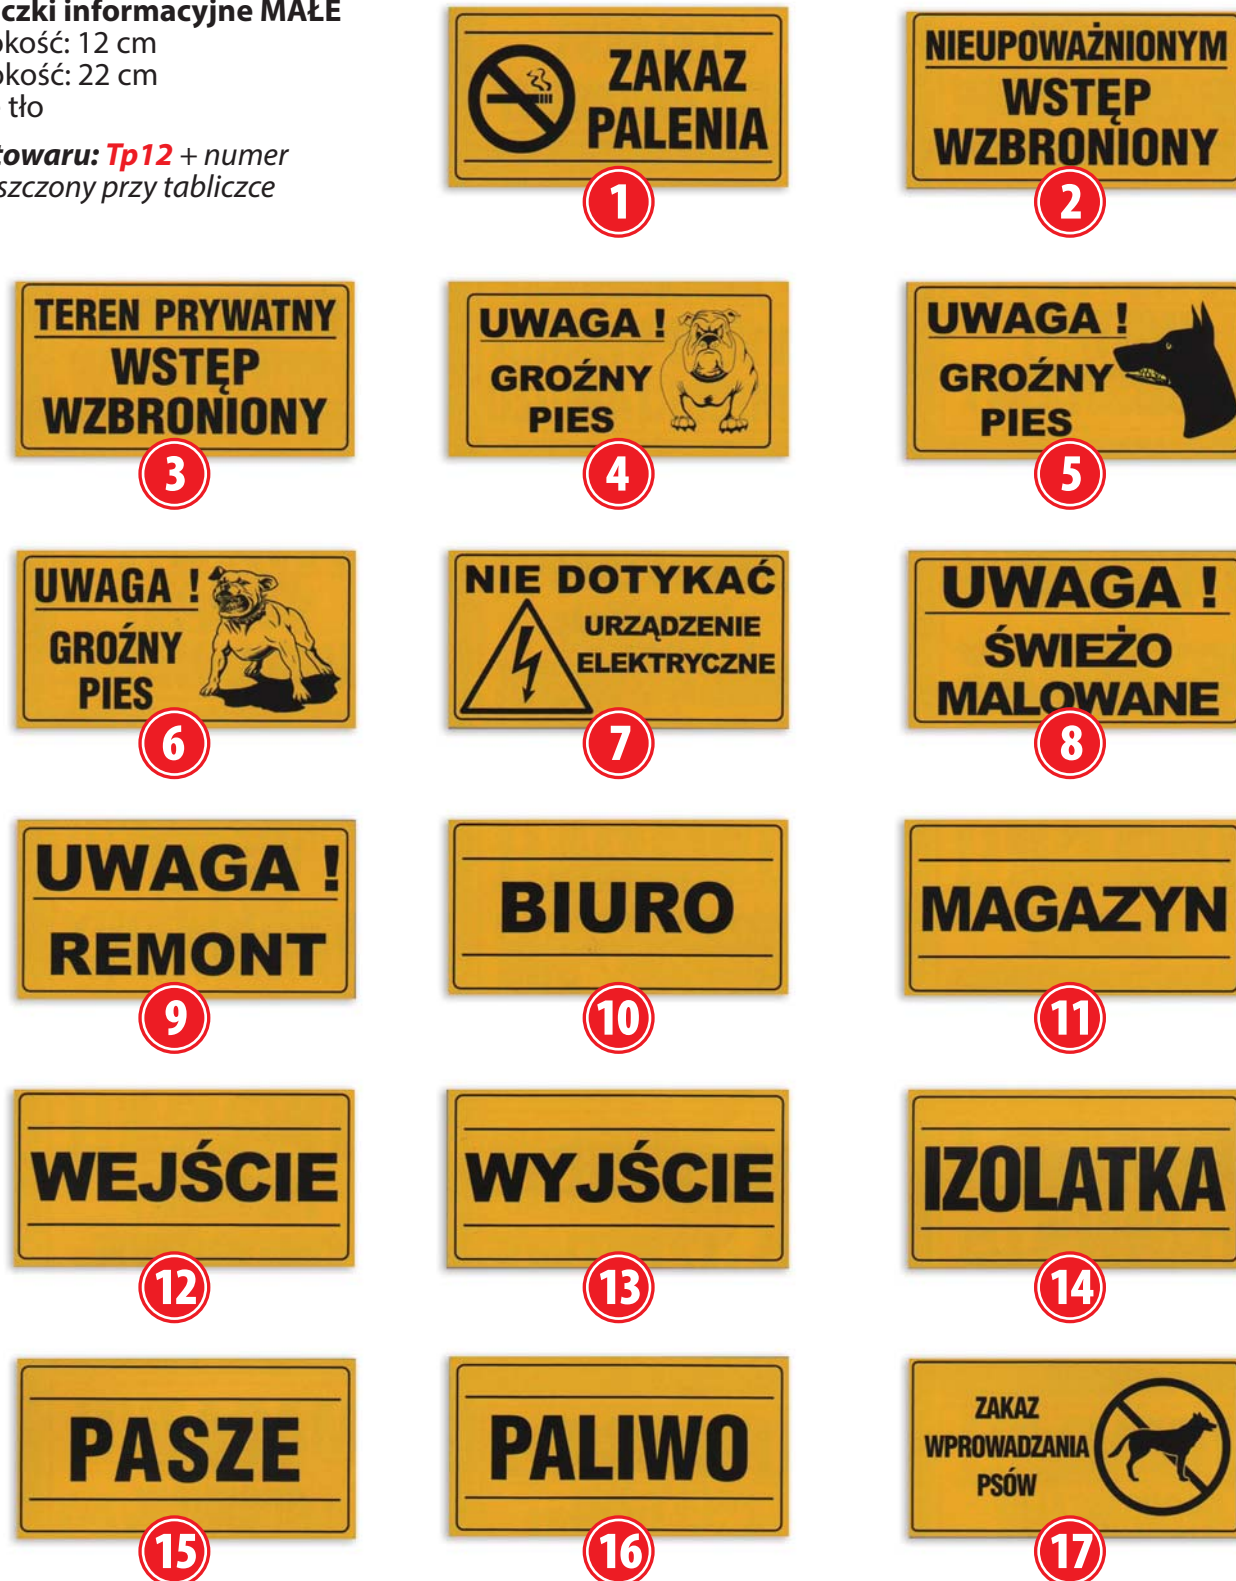 czki informacyjne MAŁE
okość: 12 cm
okość: 22 cm
tło
towaru: Tp12 + numer
szczony przy tabliczce
ZAKAZ
PALENIA
1
NIEUPOWAŻNIONYM
WSTĘP
WZBRONIONY
2
TEREN PRYWATNY
WSTĘP
WZBRONIONY
3
UWAGA !
GROŹNY
PIES
4
UWAGA !
GROŹNY
PIES
5
UWAGA !
GROŹNY
PIES
6
NIE DOTYKAĆ
URZĄDZENIE
ELEKTRYCZNE
7
UWAGA !
ŚWIEŻO
MALOWANE
8
UWAGA !
REMONT
9
BIURO
10
MAGAZYN
11
WEJŚCIE
12
WYJŚCIE
13
IZOLATKA
14
PASZE
15
PALIWO
16
ZAKAZ
WPROWADZANIA
PSÓW
17